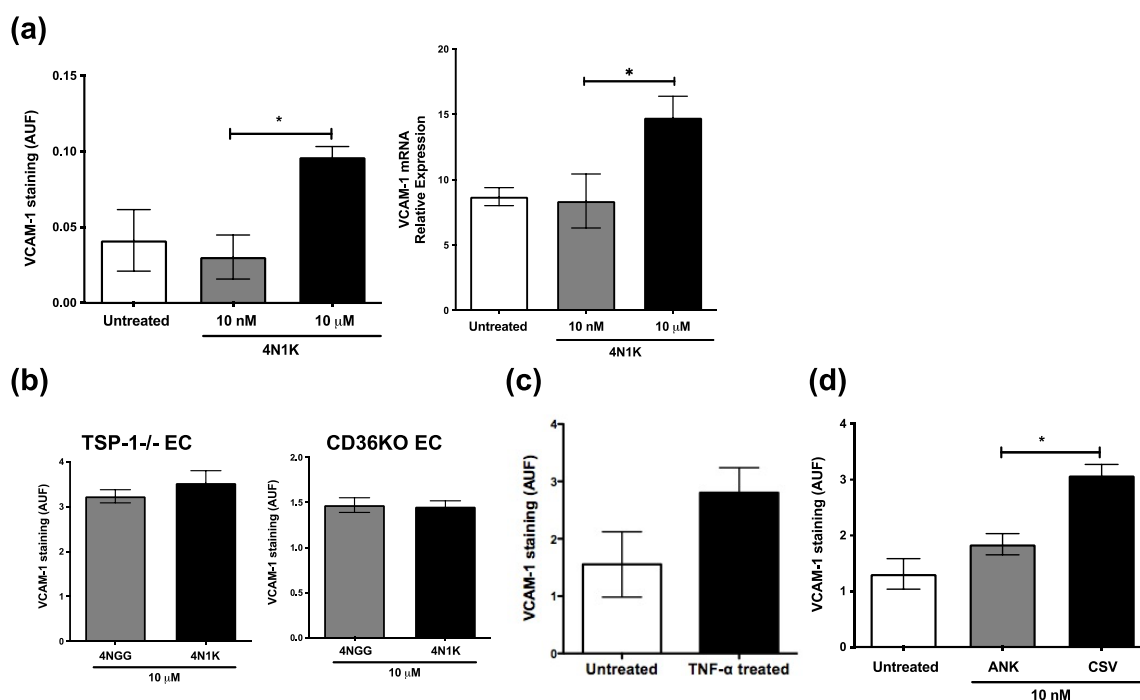 (a)
VCAM-1 staining (AUF)
0.15
0.10
0.05
0.00
*
Untreated
10 nM
10 μM
4N1K
VCAM-1 mRNA
Relative Expression
20
15
10
5
0
*
Untreated
10 nM
10 μM
4N1K
(b)
TSP-1-/- EC
VCAM-1 staining (AUF)
4
3
2
1
0
4NGG
4N1K
10 μM
CD36KO EC
VCAM-1 staining (AUF)
2.0
1.5
1.0
0.5
0.0
4NGG
4N1K
10 μM
(c)
VCAM-1 staining (AUF)
4
3
2
1
0
Untreated
TNF-α treated
(d)
VCAM-1 staining (AUF)
4
3
2
1
0
*
Untreated
ANK
CSV
10 nM